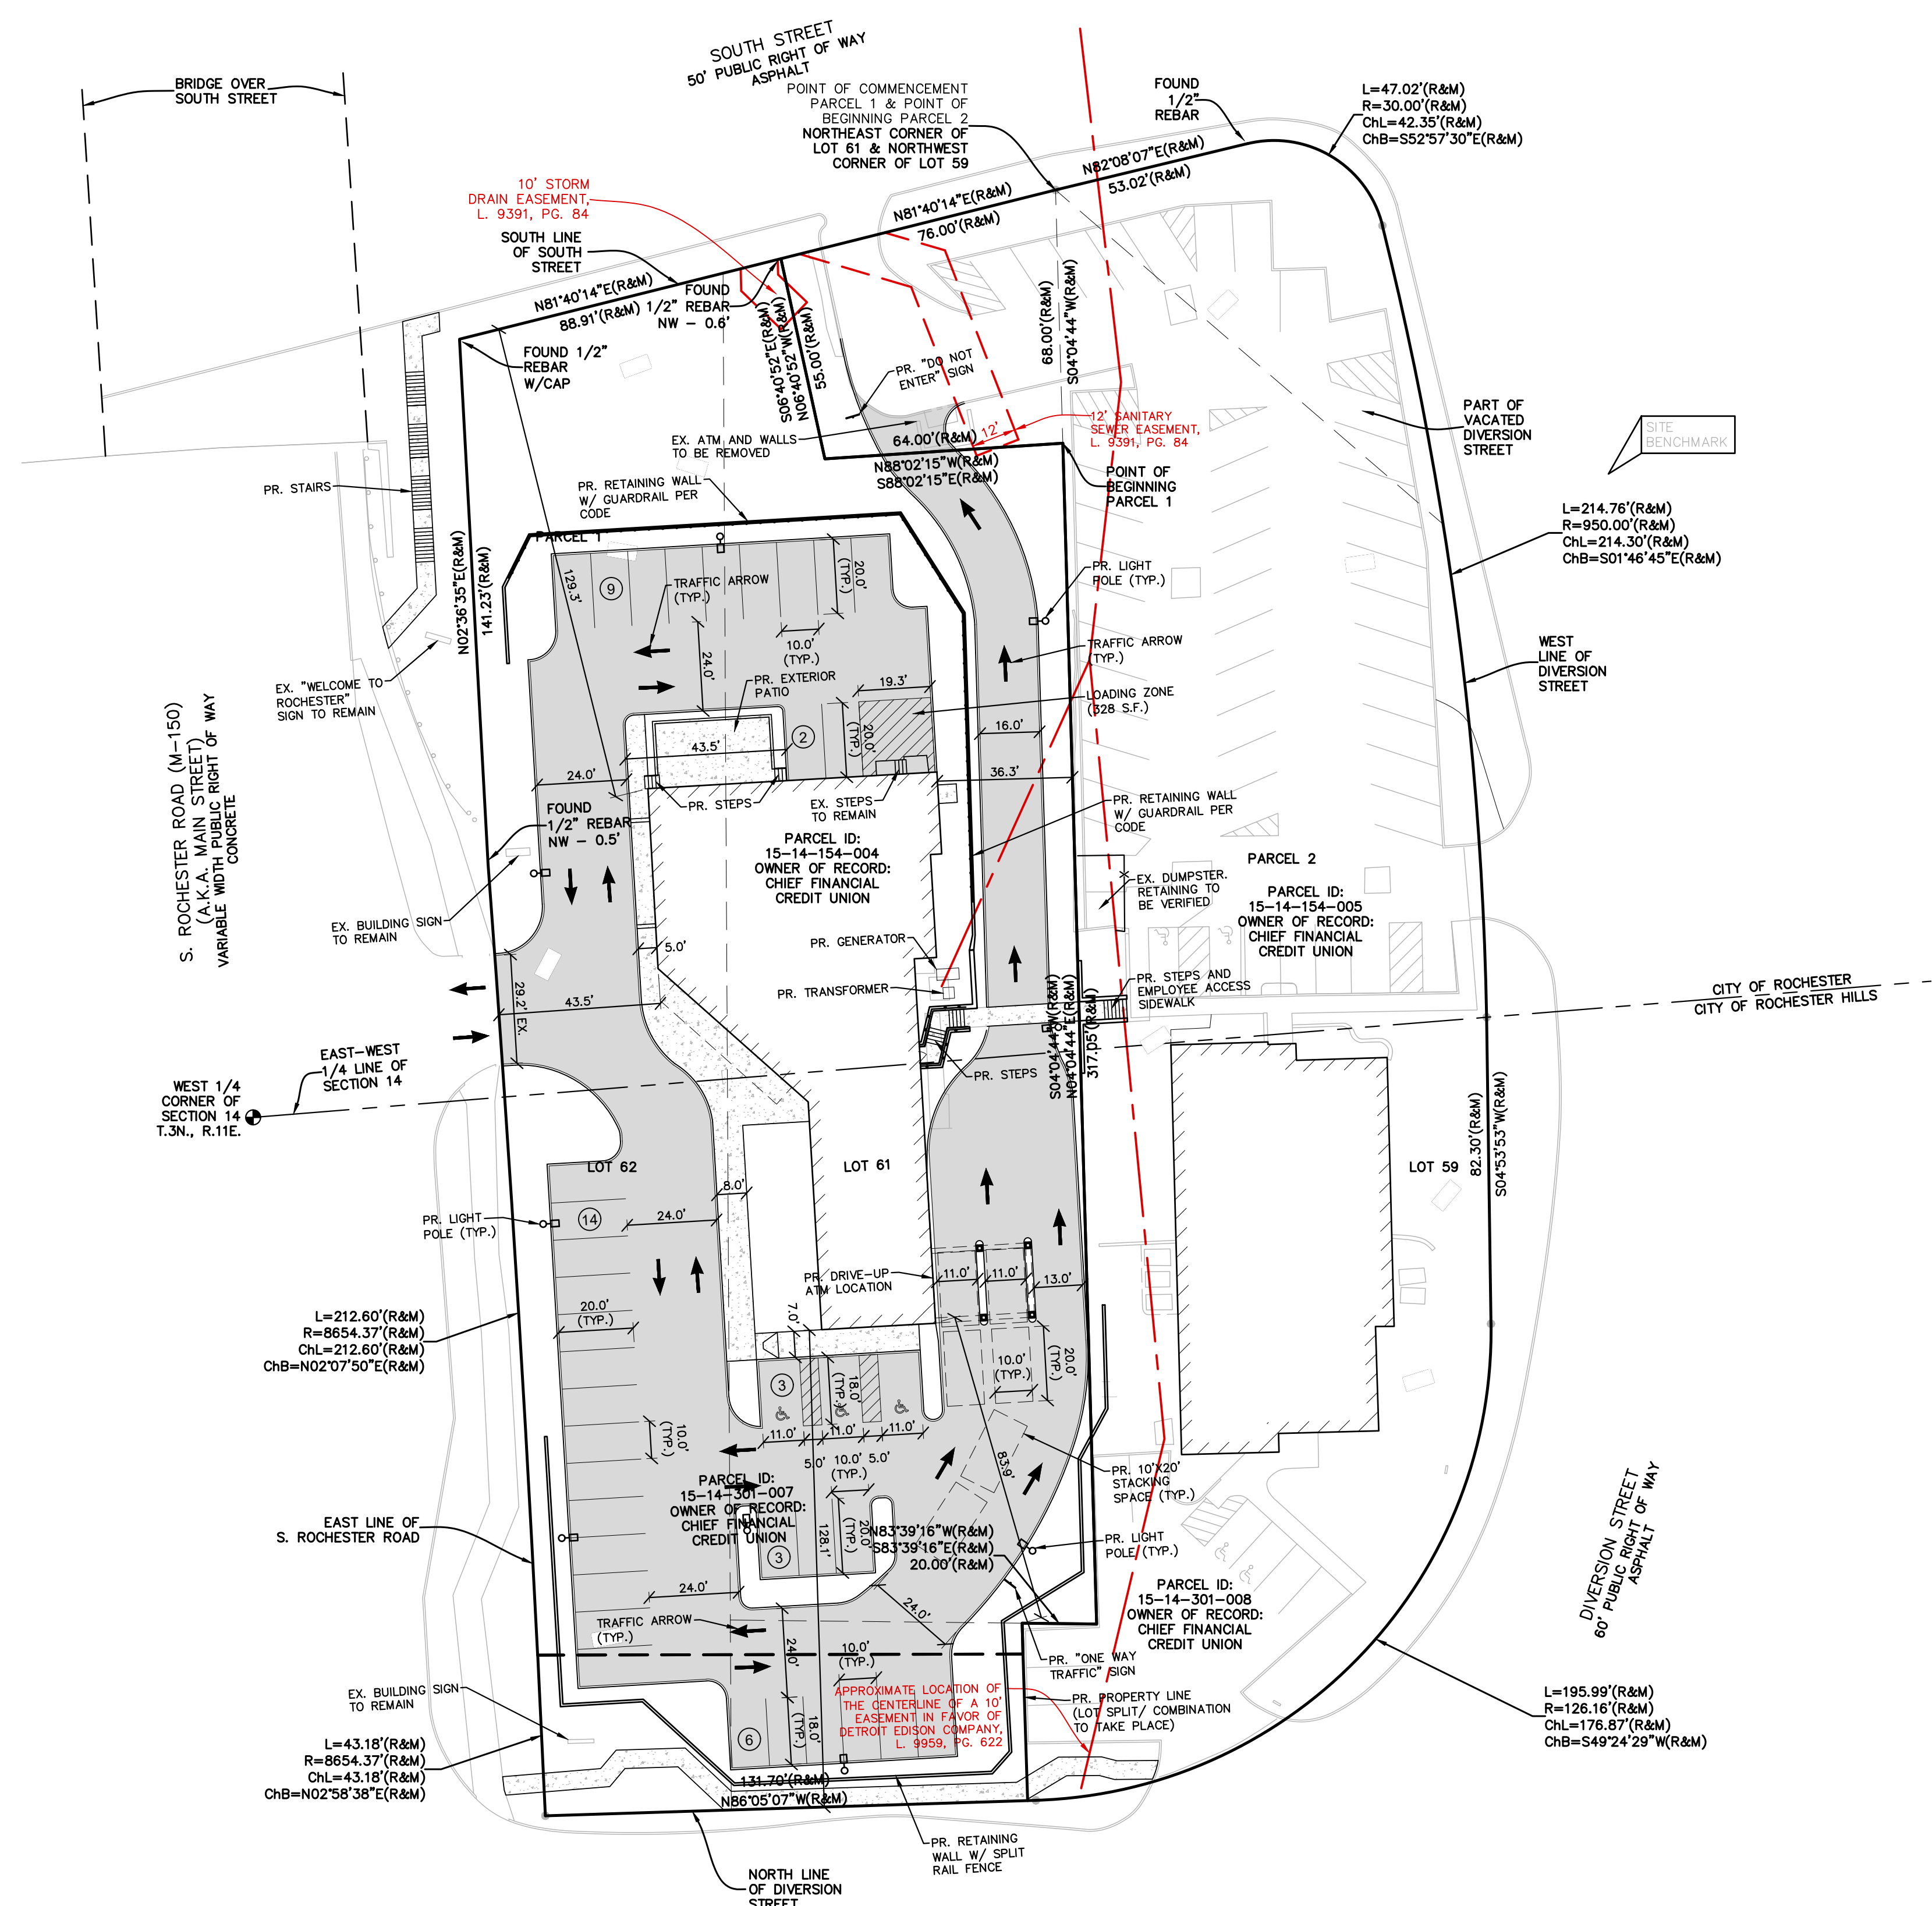 SOUTH STREET
50' PUBLIC RIGHT OF WAY
ASPHALT
BRIDGE OVER
SOUTH STREET
POINT OF COMMENCEMENT
PARCEL 1 & POINT OF
BEGINNING PARCEL 2
NORTHEAST CORNER OF
LOT 61 & NORTHWEST
CORNER OF LOT 59
FOUND
1/2"
REBAR
L=47.02'(R&M)
R=30.00'(R&M)
ChL=42.35'(R&M)
ChB=S52°57'30"E(R&M)
N82°08'07"E(R&M)
53.02'(R&M)
N81°40'14"E(R&M)
76.00'(R&M)
10' STORM
DRAIN EASEMENT,
L. 9391, PG. 84
SOUTH LINE
OF SOUTH
STREET
N81°40'14"E(R&M)
88.91'(R&M)
FOUND
1/2" REBAR
NW - 0.6'
S06°40'52"E(R&M)
N06°40'52"W(R&M)
55.00'(R&M)
68.00'(R&M)
S04°04'44"W(R&M)
FOUND 1/2"
REBAR
W/CAP
PR. "DO NOT
ENTER" SIGN
EX. ATM AND WALLS
TO BE REMOVED
64.00'(R&M)
N88°02'15"W(R&M)
S88°02'15"E(R&M)
12'
12' SANITARY
SEWER EASEMENT,
L. 9391, PG. 84
PART OF
VACATED
DIVERSION
STREET
SITE
BENCHMARK
POINT OF
BEGINNING
PARCEL 1
PR. STAIRS
PR. RETAINING WALL
W/ GUARDRAIL PER
CODE
PARCEL 1
L=214.76'(R&M)
R=950.00'(R&M)
ChL=214.30'(R&M)
ChB=S01°46'45"E(R&M)
N02°36'35"E(R&M)
141.23'(R&M)
129.3'
9
TRAFFIC ARROW
(TYP.)
20.0'
(TYP.)
10.0'
(TYP.)
24.0'
PR. LIGHT
POLE (TYP.)
TRAFFIC ARROW
(TYP.)
WEST
LINE OF
DIVERSION
STREET
EX. "WELCOME TO
ROCHESTER"
SIGN TO REMAIN
PR. EXTERIOR
PATIO
19.3'
LOADING ZONE
(328 S.F.)
S. ROCHESTER ROAD (M-150)
(A.K.A. MAIN STREET)
VARIABLE WIDTH PUBLIC RIGHT OF WAY
CONCRETE
43.5'
2
20.0'
(TYP.)
16.0'
24.0'
36.3'
PR. STEPS
EX. STEPS
TO REMAIN
FOUND
1/2" REBAR
NW - 0.5'
PR. RETAINING WALL
W/ GUARDRAIL PER
CODE
PARCEL ID:
15-14-154-004
OWNER OF RECORD:
CHIEF FINANCIAL
CREDIT UNION
PARCEL 2
EX. DUMPSTER.
RETAINING TO
BE VERIFIED
PARCEL ID:
15-14-154-005
OWNER OF RECORD:
CHIEF FINANCIAL
CREDIT UNION
EX. BUILDING SIGN
TO REMAIN
5.0'
PR. GENERATOR
PR. TRANSFORMER
PR. STEPS AND
EMPLOYEE ACCESS
SIDEWALK
CITY OF ROCHESTER
CITY OF ROCHESTER HILLS
29.2' EX.
43.5'
S04°04'44"W(R&M)
N04°04'44"E(R&M)
317.05'(R&M)
EAST-WEST
1/4 LINE OF
SECTION 14
WEST 1/4
CORNER OF
SECTION 14
T.3N., R.11E.
PR. STEPS
82.30'(R&M)
S04°53'53"W(R&M)
LOT 62
LOT 61
LOT 59
8.0'
PR. LIGHT
POLE (TYP.)
14
24.0'
PR. DRIVE-UP
ATM LOCATION
11.0'
11.0'
13.0'
L=212.60'(R&M)
R=8654.37'(R&M)
ChL=212.60'(R&M)
ChB=N02°07'50"E(R&M)
20.0'
(TYP.)
7.0'
10.0'
(TYP.)
20.0'
(TYP.)
3
18.0'
(TYP.)
10.0'
(TYP.)
11.0'
11.0'
11.0'
5.0'
10.0'
(TYP.)
5.0'
83.9'
PR. 10'X20'
STACKING
SPACE (TYP.)
PARCEL ID:
15-14-301-007
OWNER OF RECORD:
CHIEF FINANCIAL
CREDIT UNION
128.1'
20.0'
(TYP.)
3
EAST LINE OF
S. ROCHESTER ROAD
N83°39'16"W(R&M)
S83°39'16"E(R&M)
20.00'(R&M)
PR. LIGHT
POLE (TYP.)
DIVERSION STREET
60' PUBLIC RIGHT OF WAY
ASPHALT
PARCEL ID:
15-14-301-008
OWNER OF RECORD:
CHIEF FINANCIAL
CREDIT UNION
24.0'
24.0'
TRAFFIC ARROW
(TYP.)
24.0'
10.0'
(TYP.)
PR. "ONE WAY
TRAFFIC" SIGN
EX. BUILDING SIGN
TO REMAIN
APPROXIMATE LOCATION OF
THE CENTERLINE OF A 10'
EASEMENT IN FAVOR OF
DETROIT EDISON COMPANY,
L. 9959, PG. 622
PR. PROPERTY LINE
(LOT SPLIT/ COMBINATION
TO TAKE PLACE)
L=195.99'(R&M)
R=126.16'(R&M)
ChL=176.87'(R&M)
ChB=S49°24'29"W(R&M)
6
18.0'
(TYP.)
L=43.18'(R&M)
R=8654.37'(R&M)
ChL=43.18'(R&M)
ChB=N02°58'38"E(R&M)
131.70'(R&M)
N86°05'07"W(R&M)
PR. RETAINING
WALL W/ SPLIT
RAIL FENCE
NORTH LINE
OF DIVERSION
STREET